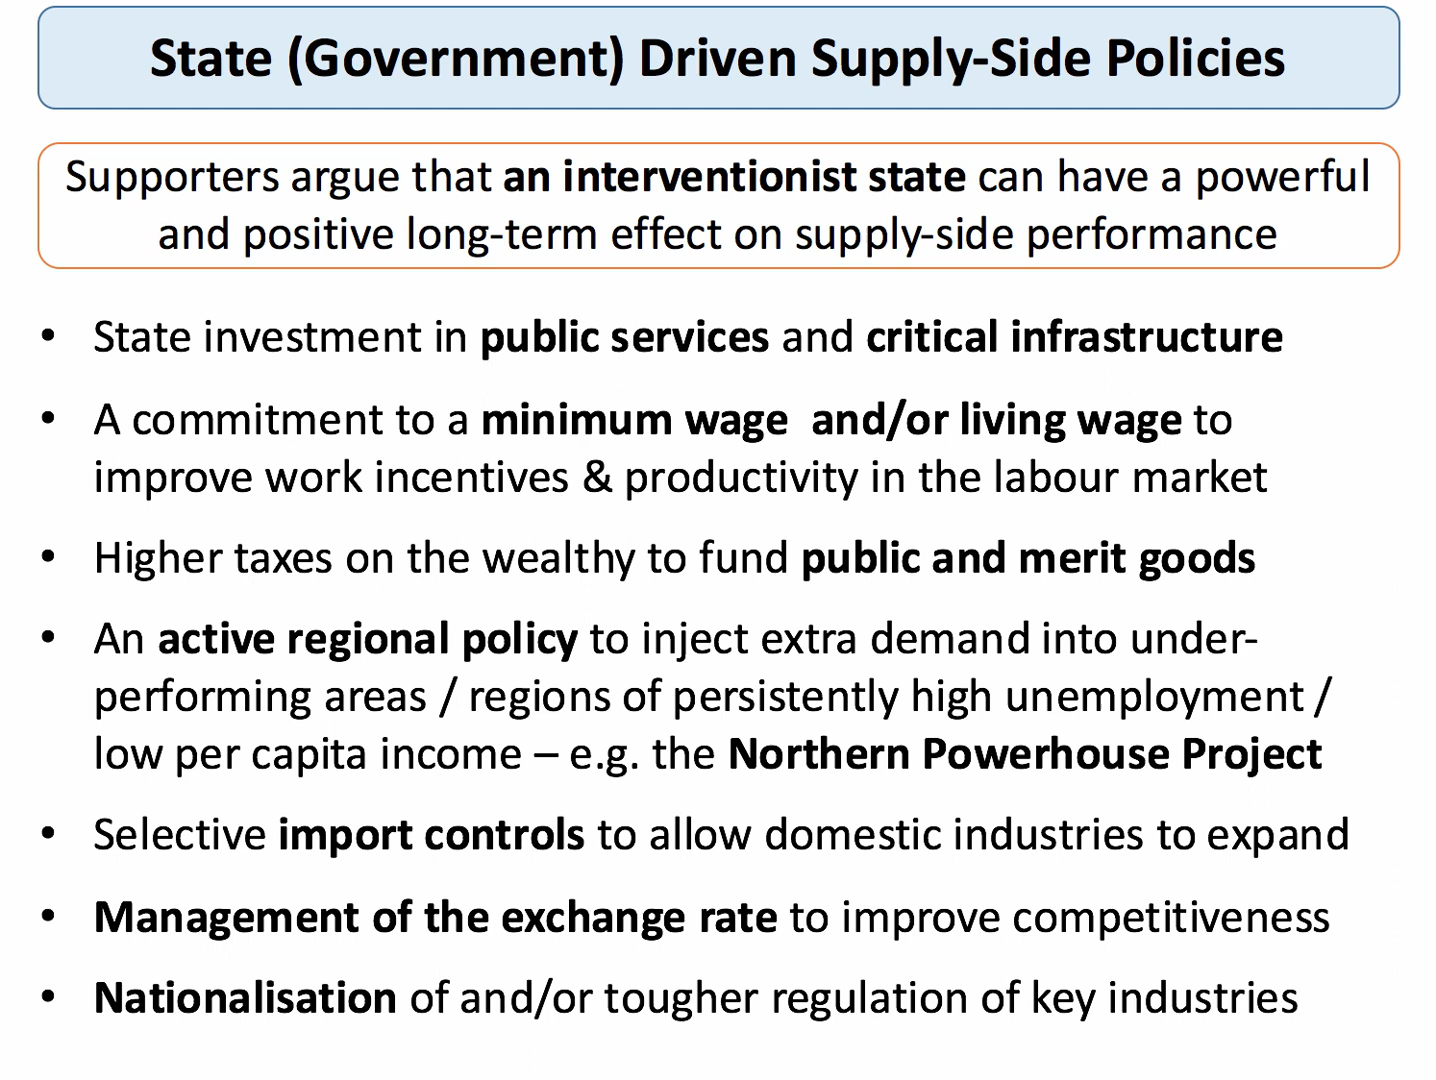 State (Government) Driven Supply-Side Policies
Supporters argue that an interventionist state can have a powerful
and positive long-term effect on supply-side performance
• State investment in public services and critical infrastructure
• A commitment to a minimum wage  and/or living wage to
improve work incentives & productivity in the labour market
• Higher taxes on the wealthy to fund public and merit goods
• An active regional policy to inject extra demand into under-
performing areas / regions of persistently high unemployment /
low per capita income – e.g. the Northern Powerhouse Project
• Selective import controls to allow domestic industries to expand
• Management of the exchange rate to improve competitiveness
• Nationalisation of and/or tougher regulation of key industries